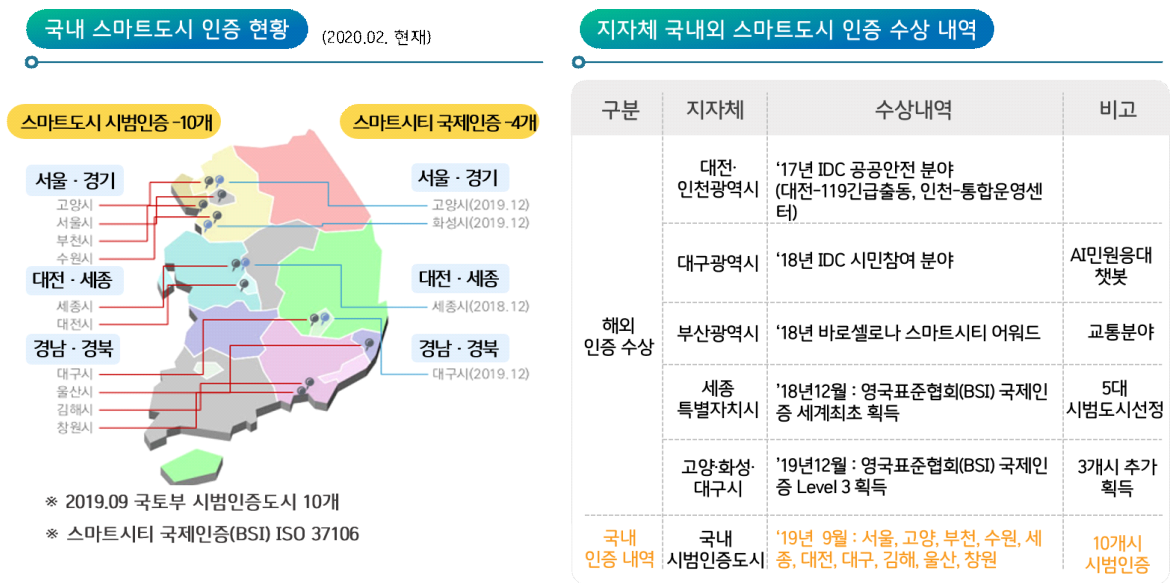 국내 스마트도시 인증 현황 (2020.02. 현재)
스마트도시 시범인증 -10개
스마트시티 국제인증 -4개
서울 · 경기
고양시
서울시
부천시
수원시
대전 · 세종
세종시
대전시
경남 · 경북
대구시
울산시
김해시
창원시
서울 · 경기
고양시(2019.12)
화성시(2019.12)
대전 · 세종
세종시(2018.12)
경남 · 경북
대구시(2019.12)
※ 2019.09 국토부 시범인증도시 10개
※ 스마트시티 국제인증(BSI) ISO 37106
지자체 국내외 스마트도시 인증 수상 내역
구분 지자체 수상내역 비고
해외
인증 수상
대전·
인천광역시
‘17년 IDC 공공안전 분야
(대전-119긴급출동, 인천-통합운영센
터)
대구광역시
‘18년 IDC 시민참여 분야
AI민원응대
챗봇
부산광역시
‘18년 바로셀로나 스마트시티 어워드
교통분야
세종
특별자치시
’18년12월 : 영국표준협회(BSI) 국제인
증 세계최초 획득
5대
시범도시선정
고양·화성·
대구시
’19년12월 : 영국표준협회(BSI) 국제인
증 Level 3 획득
3개시 추가
획득
국내
인증 내역
국내
시범인증도시
‘19년 9월 : 서울, 고양, 부천, 수원, 세
종, 대전, 대구, 김해, 울산, 창원
10개시
시범인증